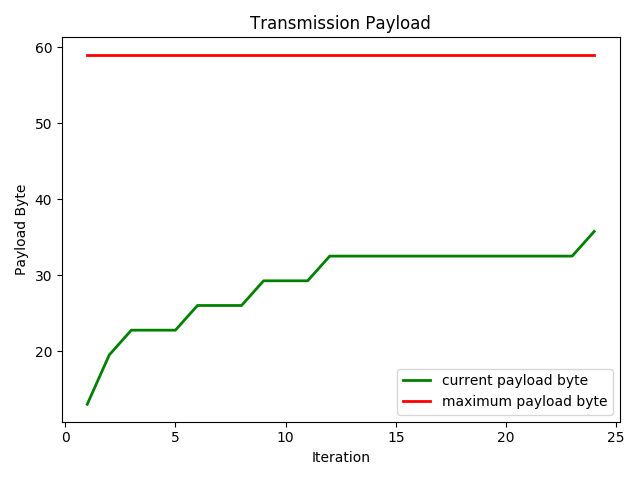 Transmission Payload
60
50
40
30
20
Payload Byte
current payload byte
maximum payload byte
0 5 10 15 20 25
Iteration